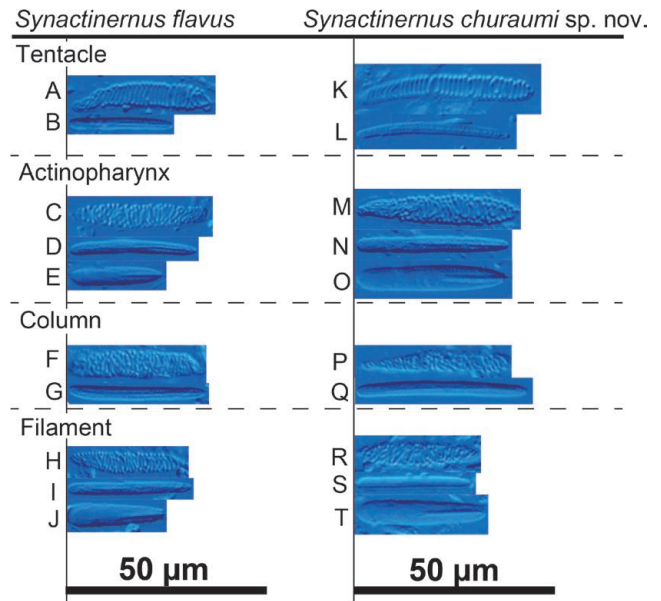 Synactinernus flavus Synactinernus churaumi sp. nov.
Tentacle
A K
B L
Actinopharynx
C M
D N
E O
Column
F P
G Q
Filament
H R
I S
J T
50 µm 50 µm